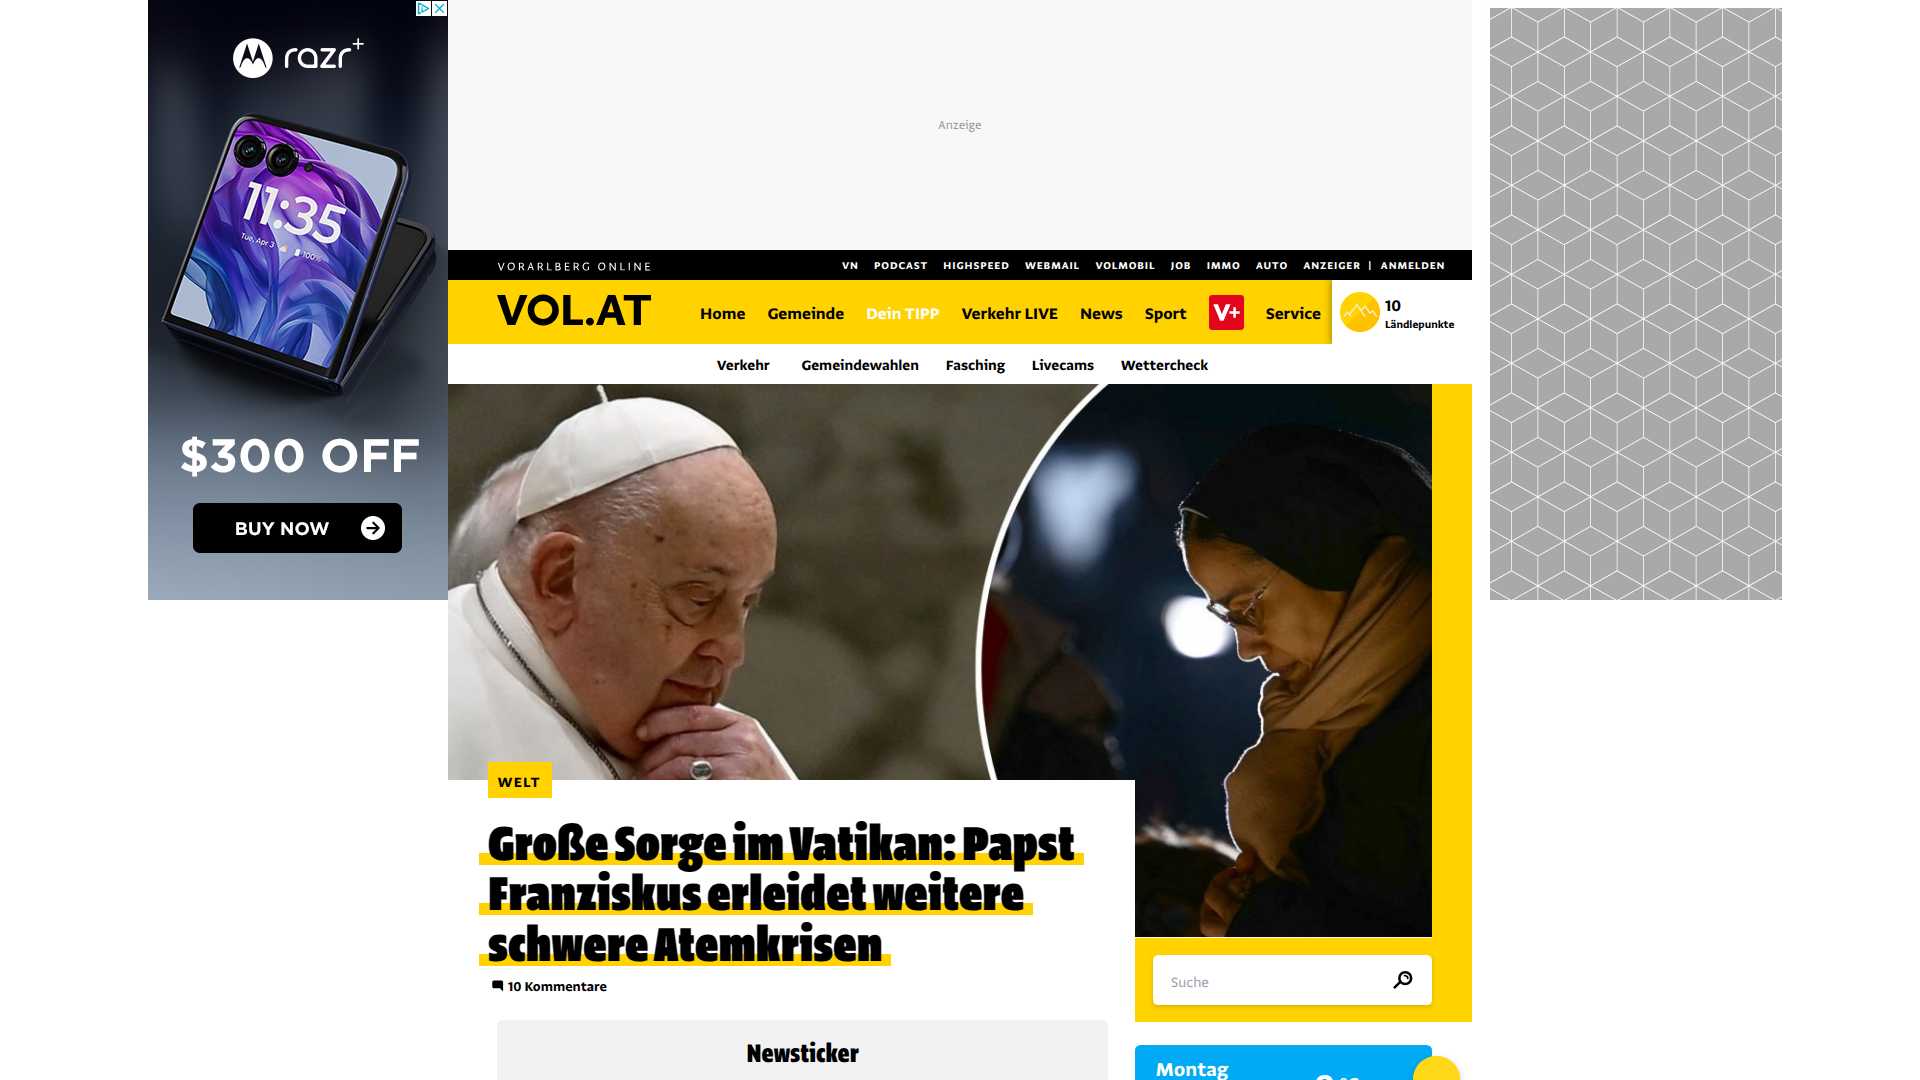 razr+
11:35
Tue, Apr 3
100%
$300 OFF
BUY NOW
Anzeige
VORARLBERG ONLINE
VN PODCAST HIGHSPEED WEBMAIL VOLMOBIL JOB IMMO AUTO ANZEIGER | ANMELDEN
VOL.AT
Home Gemeinde Dein TIPP Verkehr LIVE News Sport V+ Service
10
Ländlepunkte
Verkehr Gemeindewahlen Fasching Livecams Wettercheck
WELT
Große Sorge im Vatikan: Papst
Franziskus erleidet weitere
schwere Atemkrisen
10 Kommentare
Suche
Newsticker
Montag